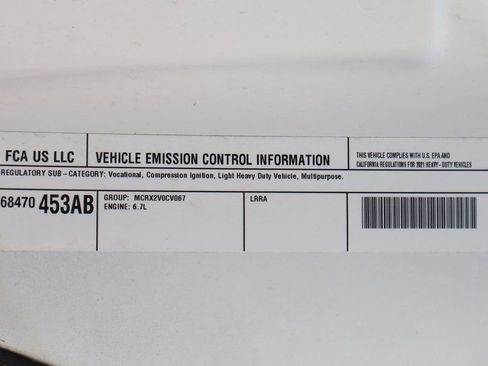 FCA US LLC
VEHICLE EMISSION CONTROL INFORMATION
THIS VEHICLE COMPLIES WITH U.S. EPA AND
CALIFORNIA REGULATIONS FOR 2021 HEAVY-DUTY VEHICLES
REGULATORY SUB-CATEGORY: Vocational, Compression Ignition, Light Heavy Duty Vehicle, Multipurpose.
68470 453AB
GROUP: MCRX2V0CV067
ENGINE: 6.7L
LRRA